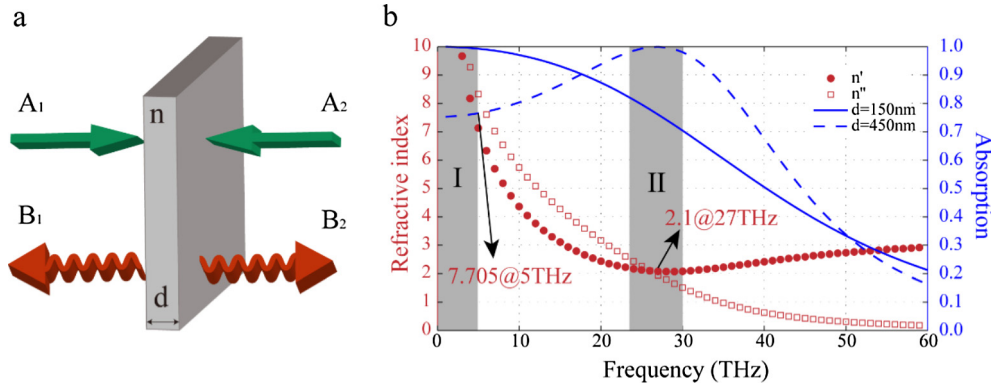 a
A1
A2
n
B1
B2
d
b
Refractive index
10
9
8
7
6
5
4
3
2
1
0
I
II
7.705@5THz
2.1@27THz
n'
n''
d=150nm
d=450nm
1.0
0.9
0.8
0.7
0.6
0.5
0.4
0.3
0.2
0.1
0.0
Absorption
0 10 20 30 40 50 60
Frequency (THz)